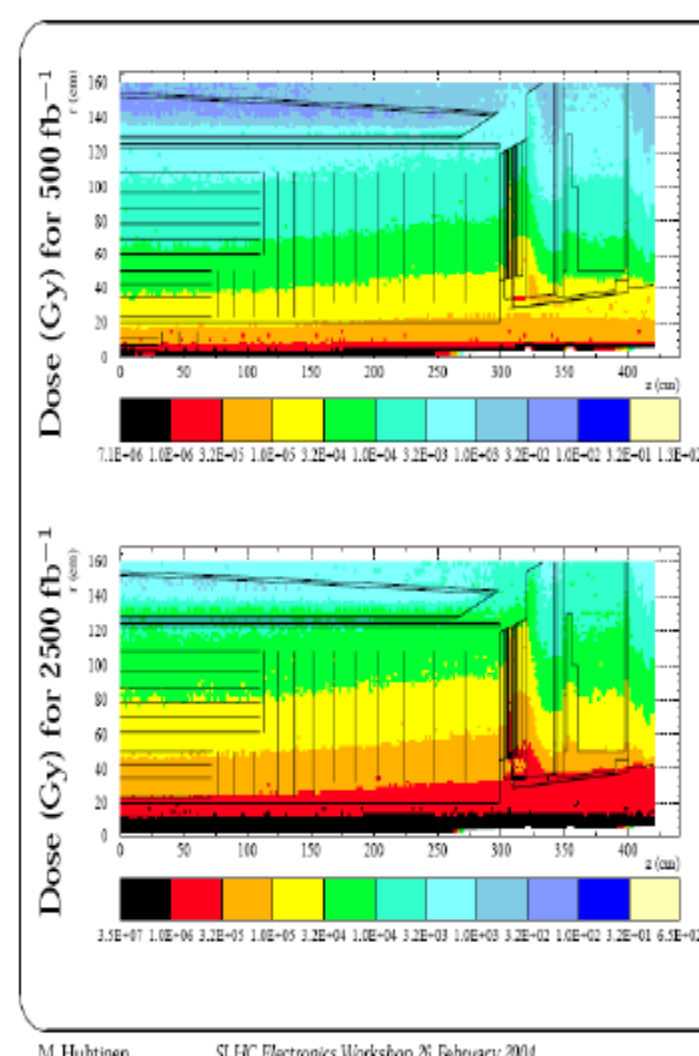 Dose (Gy) for 500 fb−1
r (cm)
160
140
120
100
80
60
40
20
0
0 50 100 150 200 250 300 350 400
z (cm)
7.1E+06 1.0E+06 3.2E+05 1.0E+05 3.2E+04 1.0E+04 3.2E+03 1.0E+03 3.2E+02 1.0E+02 3.2E+01 1.3E+02
Dose (Gy) for 2500 fb−1
r (cm)
160
140
120
100
80
60
40
20
0
0 50 100 150 200 250 300 350 400
z (cm)
3.5E+07 1.0E+06 3.2E+05 1.0E+05 3.2E+04 1.0E+04 3.2E+03 1.0E+03 3.2E+02 1.0E+02 3.2E+01 6.5E+02
M. Huhtinen SLHC Electronics Workshop 26 February 2004